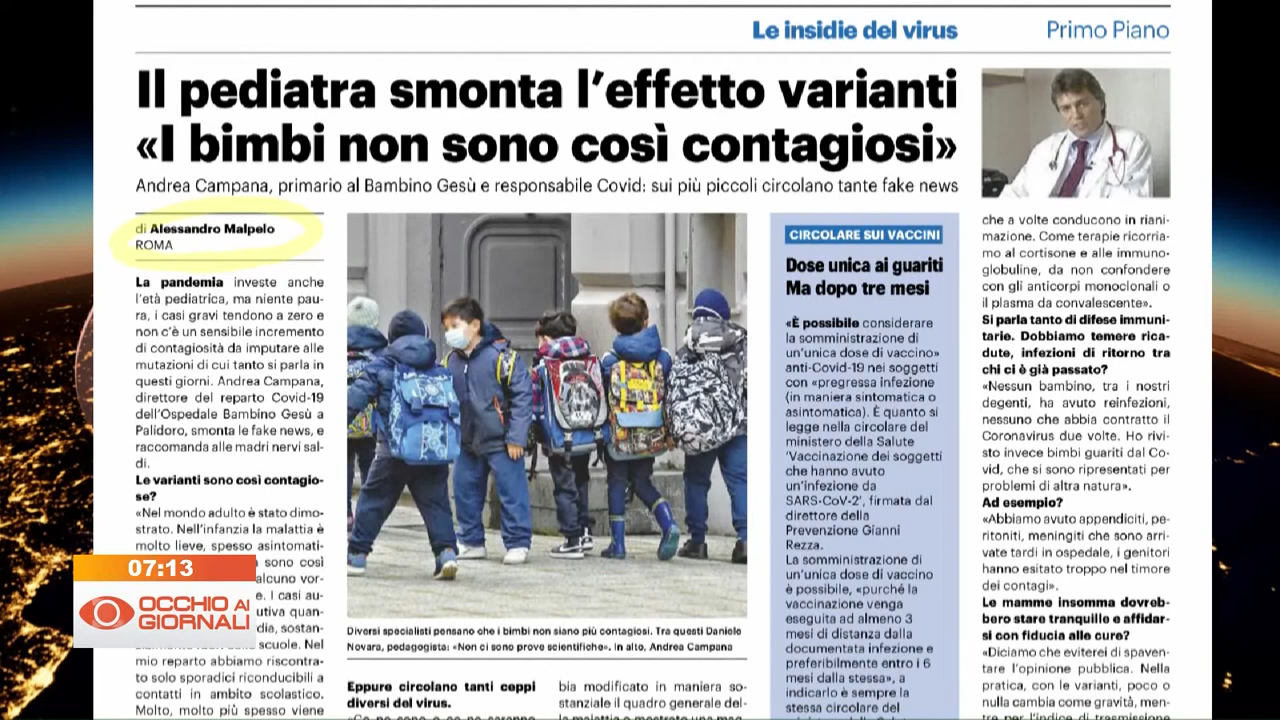 Le insidie del virus
Primo Piano
Il pediatra smonta l'effetto varianti
«I bimbi non sono così contagiosi»
Andrea Campana, primario al Bambino Gesù e responsabile Covid: sui più piccoli circolano tante fake news
di Alessandro Malpelo
ROMA
La pandemia investe anche
l'età pediatrica, ma niente pau-
ra, i casi gravi tendono a zero e
non c'è un sensibile incremento
di contagiosità da imputare alle
mutazioni di cui tanto si parla in
questi giorni. Andrea Campana,
direttore del reparto Covid-19
dell'Ospedale Bambino Gesù a
Palidoro, smonta le fake news, e
raccomanda alle madri nervi sal-
di.
Le varianti sono così contagio-
se?
«Nel mondo adulto è stato dimo-
strato. Nell'infanzia la malattia è
molto lieve, spesso asintomati-
sono così
alcuno vor-
e. I casi au-
utiva quan-
dia, sostan-
scuole. Nel
mio reparto abbiamo riscontra-
to solo sporadici riconducibili a
contatti in ambito scolastico.
Molto, molto più spesso viene
Diversi specialisti pensano che i bimbi non siano più contagiosi. Tra questi Daniele
Novara, pedagogista: «Non ci sono prove scientifiche». In alto, Andrea Campana
Eppure circolano tanti ceppi
diversi del virus.
bia modificato in maniera so-
stanziale il quadro generale del-
CIRCOLARE SUI VACCINI
Dose unica ai guariti
Ma dopo tre mesi
«È possibile considerare
la somministrazione di
un'unica dose di vaccino»
anti-Covid-19 nei soggetti
con «pregressa infezione
(in maniera sintomatica o
asintomatica). È quanto si
legge nella circolare del
ministero della Salute
'Vaccinazione dei soggetti
che hanno avuto
un'infezione da
SARS-CoV-2', firmata dal
direttore della
Prevenzione Gianni
Rezza.
La somministrazione di
un'unica dose di vaccino
è possibile, «purché la
vaccinazione venga
eseguita ad almeno 3
mesi di distanza dalla
documentata infezione e
preferibilmente entro i 6
mesi dalla stessa», a
indicarlo è sempre la
stessa circolare del
che a volte conducono in riani-
mazione. Come terapie ricorria-
mo al cortisone e alle immuno-
globuline, da non confondere
con gli anticorpi monoclonali o
il plasma da convalescente».
Si parla tanto di difese immuni-
tarie. Dobbiamo temere rica-
dute, infezioni di ritorno tra
chi ci è già passato?
«Nessun bambino, tra i nostri
degenti, ha avuto reinfezioni,
nessuno che abbia contratto il
Coronavirus due volte. Ho rivi-
sto invece bimbi guariti dal Co-
vid, che si sono ripresentati per
problemi di altra natura».
Ad esempio?
«Abbiamo avuto appendiciti, pe-
ritoniti, meningiti che sono arri-
vate tardi in ospedale, i genitori
hanno esitato troppo nel timore
dei contagi».
Le mamme insomma dovreb-
bero stare tranquille e affidar-
si con fiducia alle cure?
«Diciamo che eviterei di spaven-
tare l'opinione pubblica. Nella
pratica, con le varianti, poco o
nulla cambia come gravità, men-
07:13
OCCHIO AI
GIORNALI